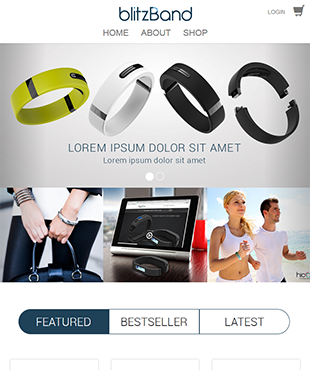 blitzBand
LOGIN
HOME ABOUT SHOP
LOREM IPSUM DOLOR SIT AMET
Lorem ipsum dolor sit amet
FEATURED BESTSELLER LATEST